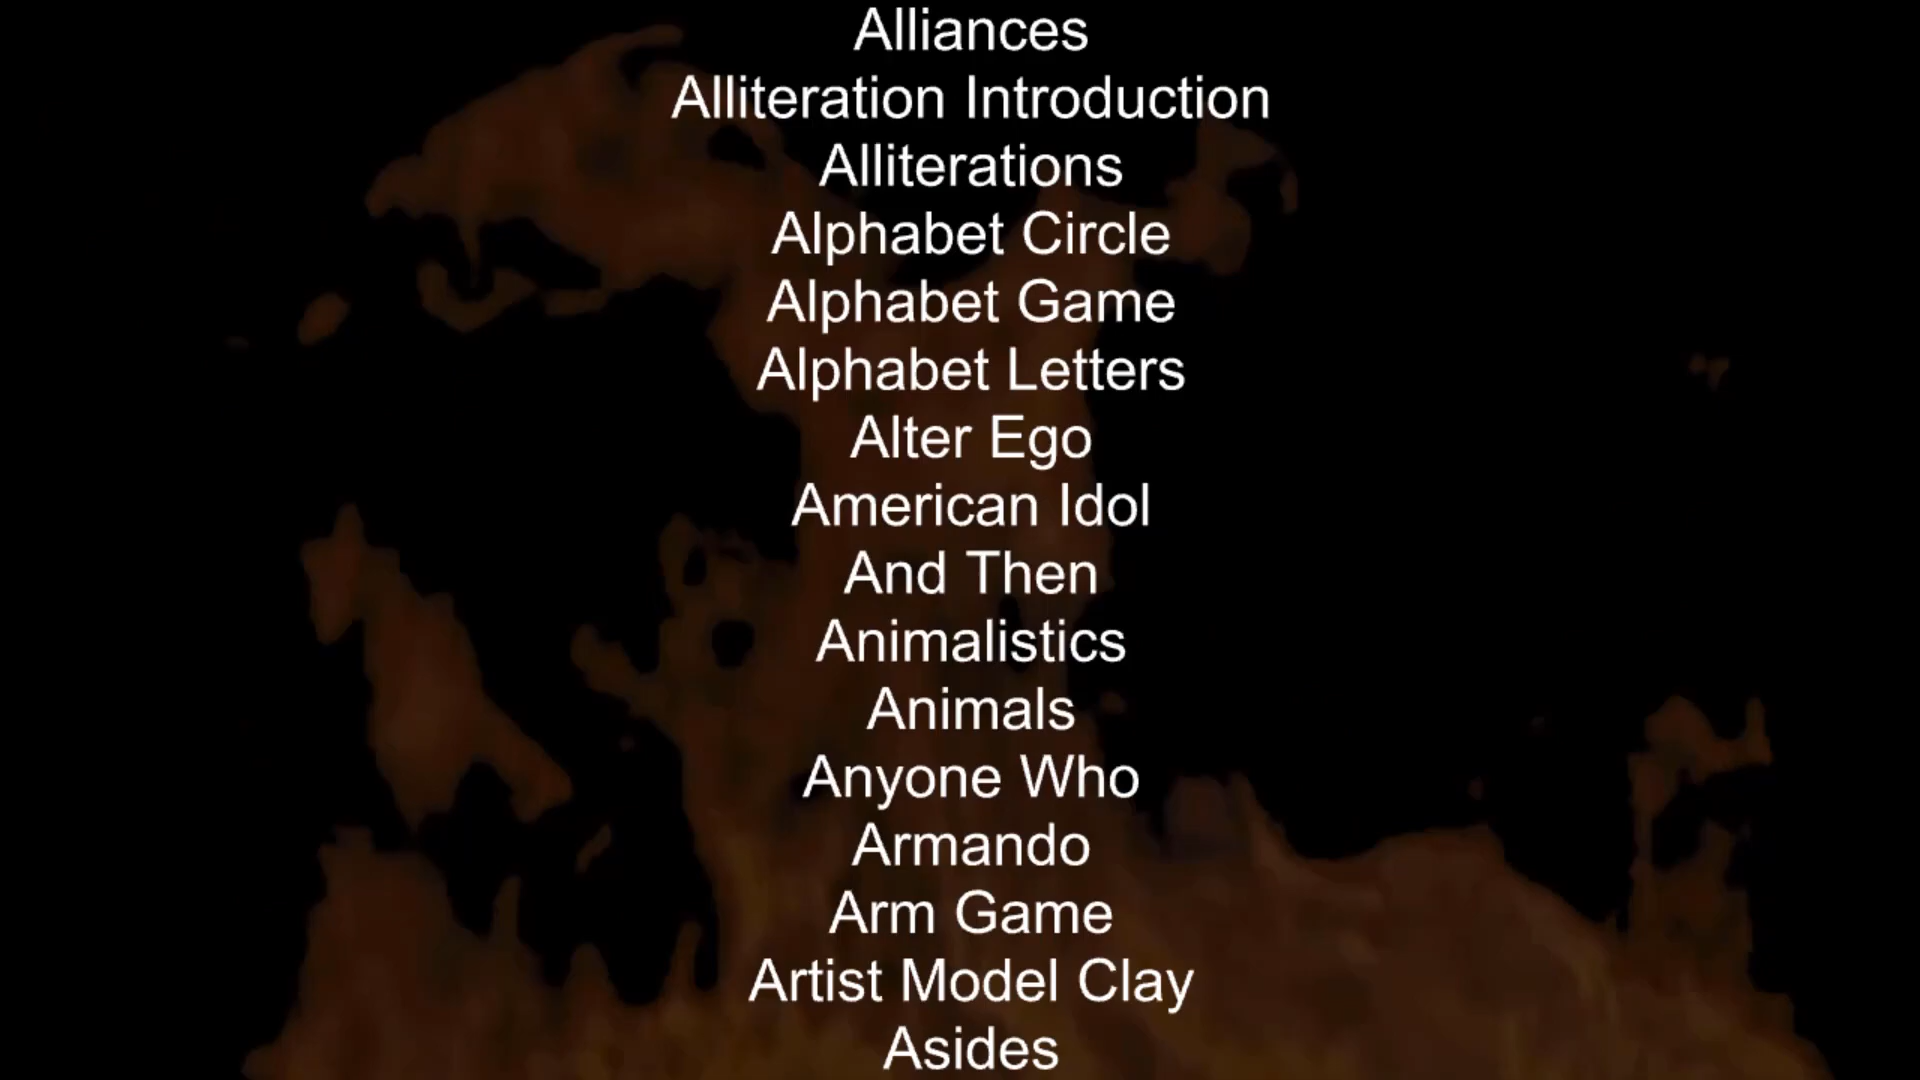 Alliances
Alliteration Introduction
Alliterations
Alphabet Circle
Alphabet Game
Alphabet Letters
Alter Ego
American Idol
And Then
Animalistics
Animals
Anyone Who
Armando
Arm Game
Artist Model Clay
Asides